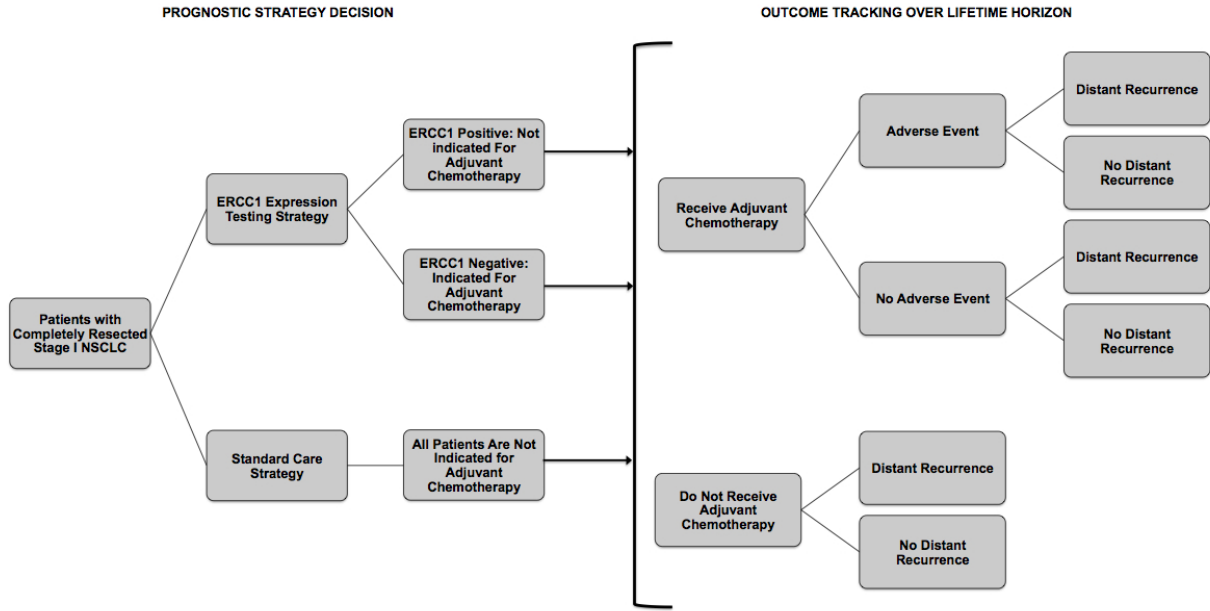 PROGNOSTIC STRATEGY DECISION
OUTCOME TRACKING OVER LIFETIME HORIZON
Patients with
Completely Resected
Stage I NSCLC
ERCC1 Expression
Testing Strategy
Standard Care
Strategy
ERCC1 Positive: Not
indicated For
Adjuvant
Chemotherapy
ERCC1 Negative:
Indicated For
Adjuvant
Chemotherapy
All Patients Are Not
Indicated for
Adjuvant
Chemotherapy
Receive Adjuvant
Chemotherapy
Adverse Event
Distant Recurrence
No Distant
Recurrence
No Adverse Event
Distant Recurrence
No Distant
Recurrence
Do Not Receive
Adjuvant
Chemotherapy
Distant Recurrence
No Distant
Recurrence